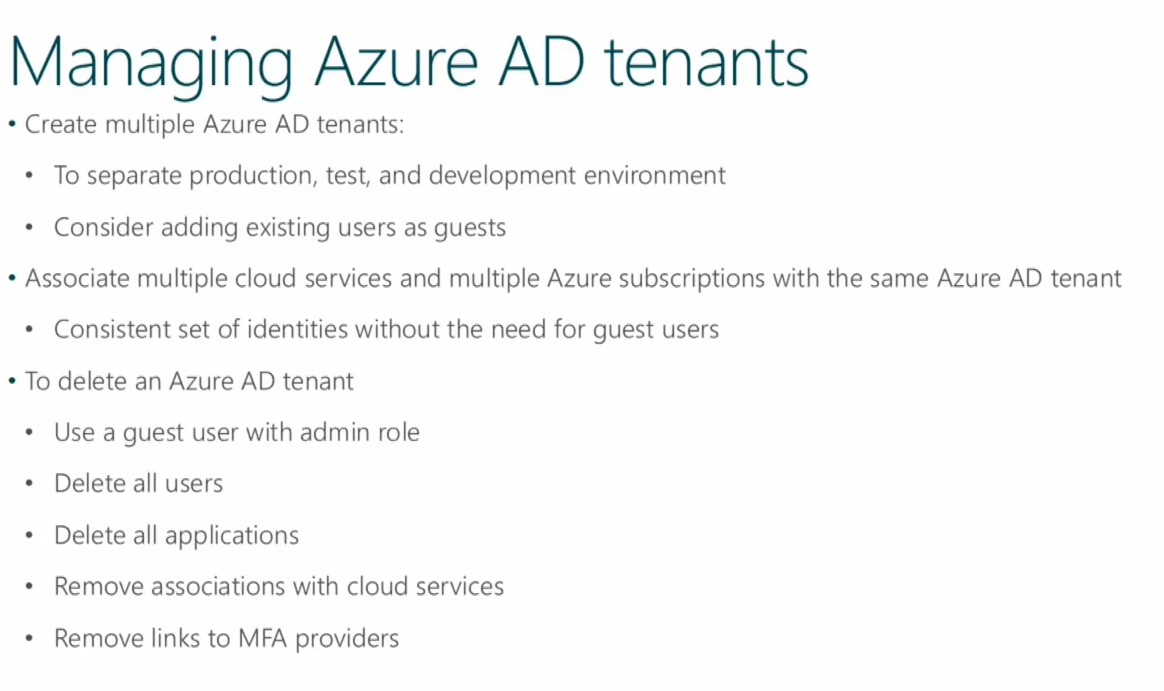 Managing Azure AD tenants
• Create multiple Azure AD tenants:
• To separate production, test, and development environment
• Consider adding existing users as guests
• Associate multiple cloud services and multiple Azure subscriptions with the same Azure AD tenant
• Consistent set of identities without the need for guest users
• To delete an Azure AD tenant
• Use a guest user with admin role
• Delete all users
• Delete all applications
• Remove associations with cloud services
• Remove links to MFA providers